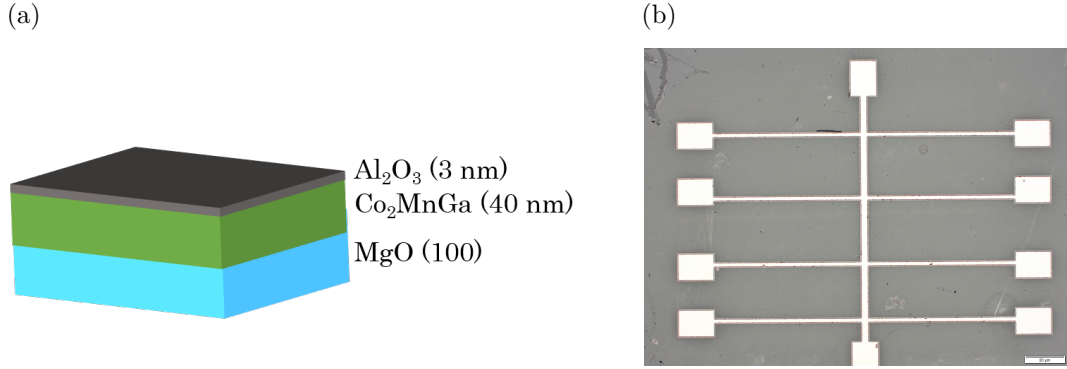 (a)
(b)
Al₂O₃ (3 nm)
Co₂MnGa (40 nm)
MgO (100)